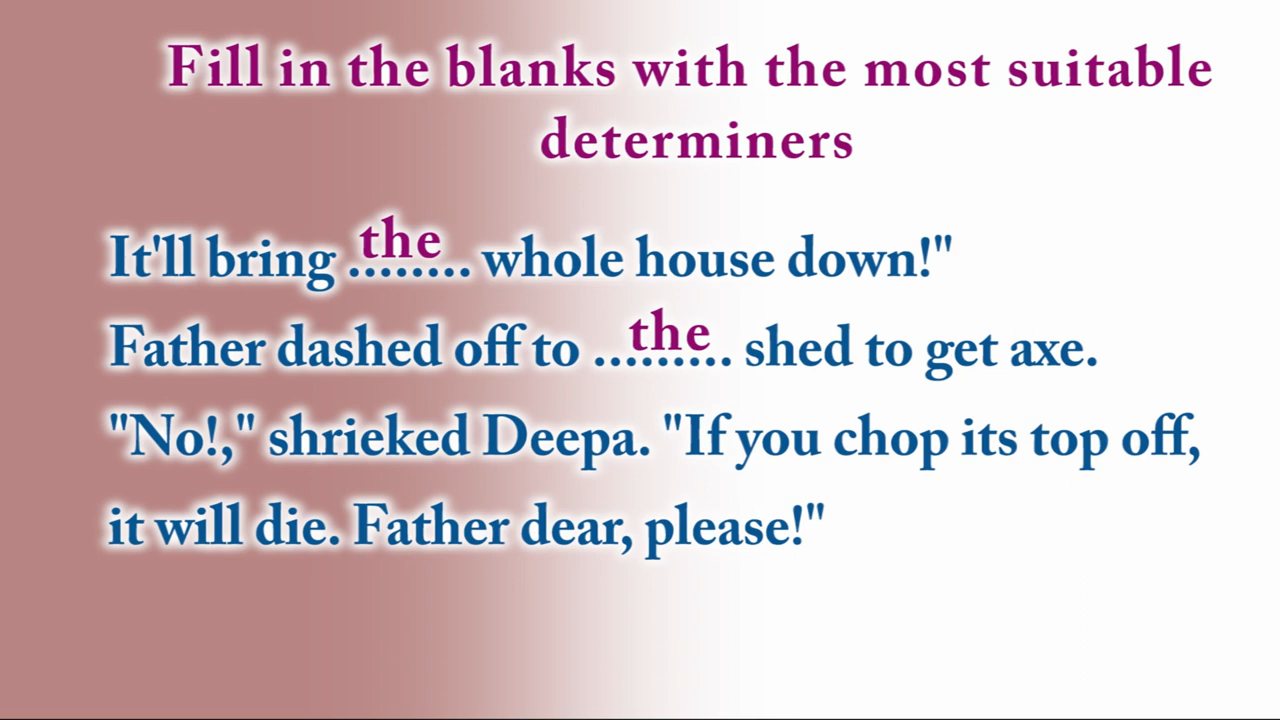 Fill in the blanks with the most suitable
determiners
It'll bring ...the..... whole house down!"
Father dashed off to ...the...... shed to get axe.
"No!," shrieked Deepa. "If you chop its top off,
it will die. Father dear, please!"